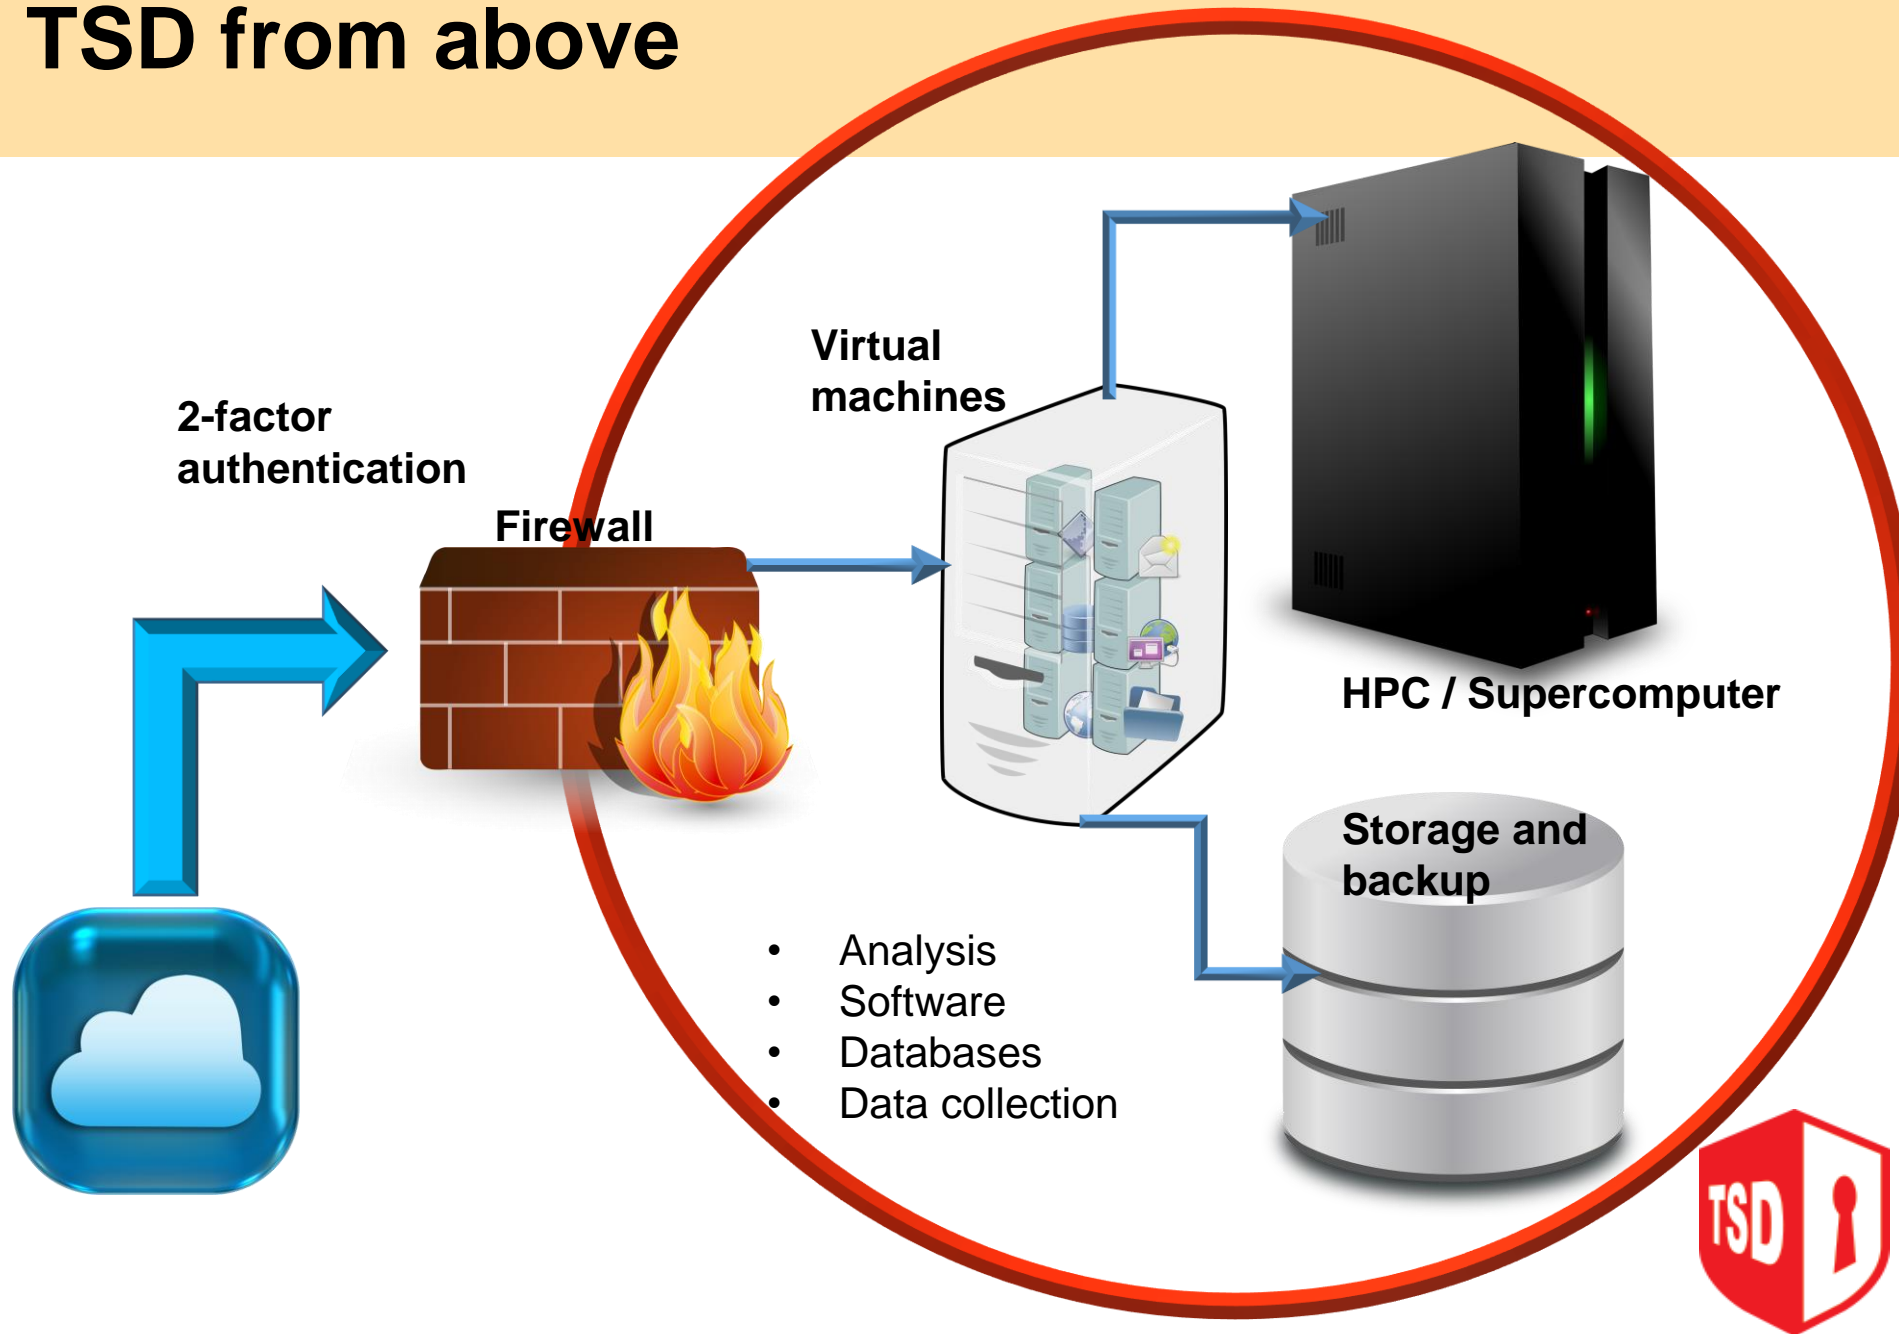 TSD from above
Virtual
machines
2-factor
authentication
Firewall
HPC / Supercomputer
Storage and
backup
• Analysis
• Software
• Databases
• Data collection
TSD